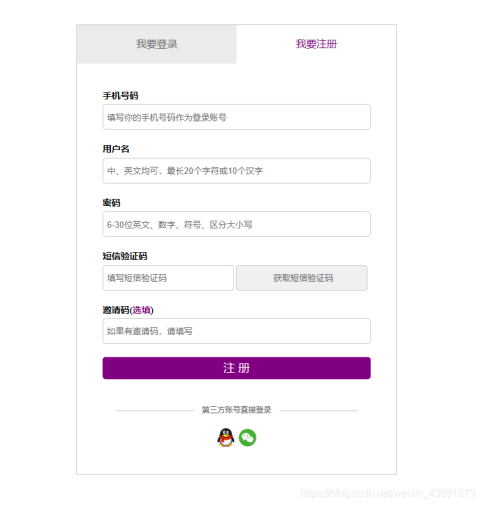 我要登录 我要注册
手机号码
填写你的手机号码作为登录账号
用户名
中、英文均可，最长20个字符或10个汉字
密码
6-30位英文、数字、符号、区分大小写
短信验证码
填写短信验证码 获取短信验证码
邀请码(选填)
如果有邀请码，请填写
注 册
第三方账号直接登录
https://blog.csdn.net/weixin_43691679